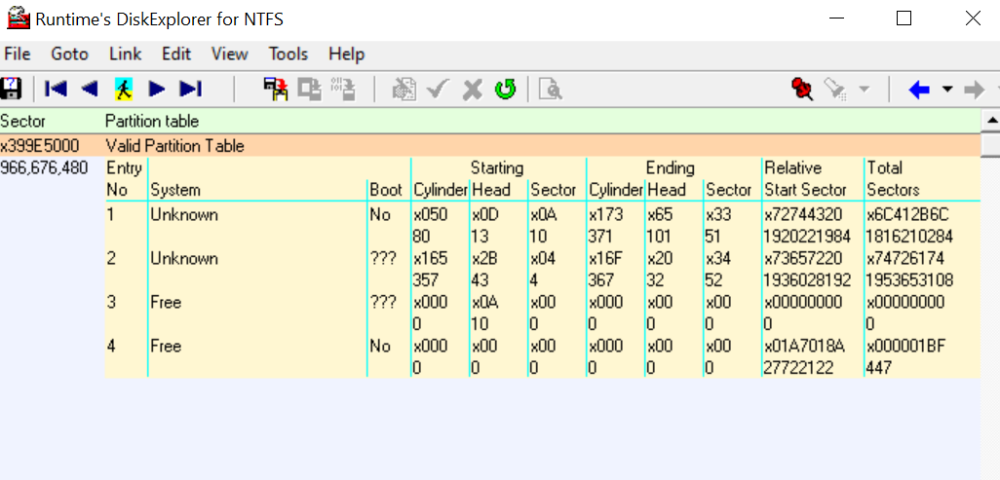 Runtime's DiskExplorer for NTFS
File Goto Link Edit View Tools Help
Sector Partition table
x399E5000 Valid Partition Table
966,676,480 Entry Starting Ending Relative Total
No System Boot Cylinder Head Sector Cylinder Head Sector Start Sector Sectors
1 Unknown No x050 x0D x0A x173 x65 x33 x72744320 x6C412B6C
80 13 10 371 101 51 1920221984 1816210284
2 Unknown ??? x165 x2B x04 x16F x20 x34 x73657220 x74726174
357 43 4 367 32 52 1936028192 1953653108
3 Free ??? x000 x0A x00 x000 x00 x00 x00000000 x00000000
0 10 0 0 0 0 0 0
4 Free No x000 x00 x00 x000 x00 x00 x01A7018A x000001BF
0 0 0 0 0 0 27722122 447